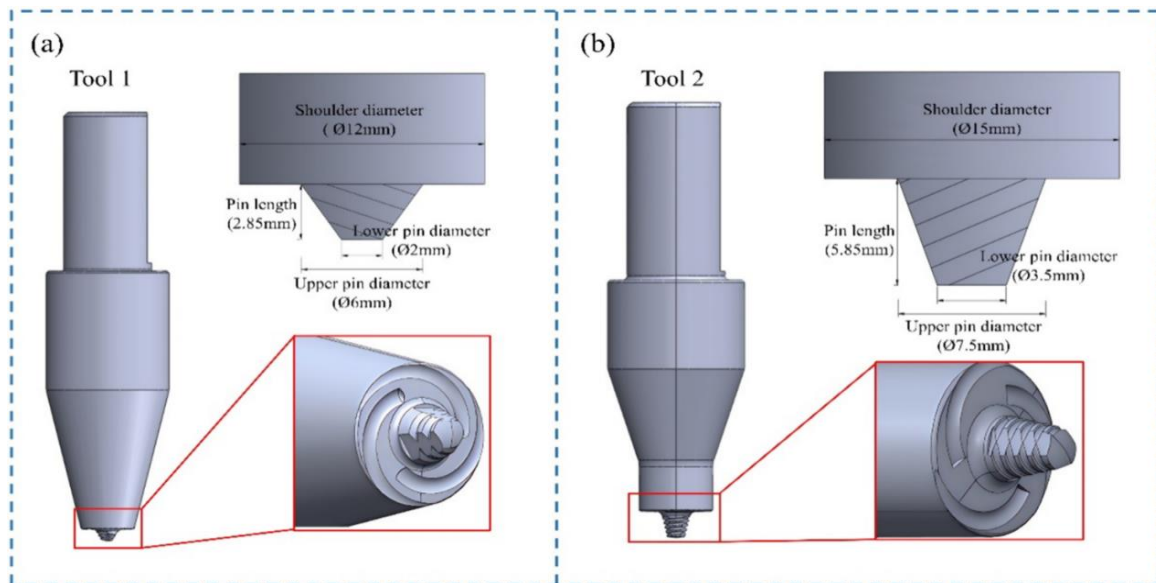 (a)
Tool 1
Shoulder diameter
( Ø12mm)
Pin length
(2.85mm)
Lower pin diameter
(Ø2mm)
Upper pin diameter
(Ø6mm)
(b)
Tool 2
Shoulder diameter
(Ø15mm)
Pin length
(5.85mm)
Lower pin diameter
(Ø3.5mm)
Upper pin diameter
(Ø7.5mm)